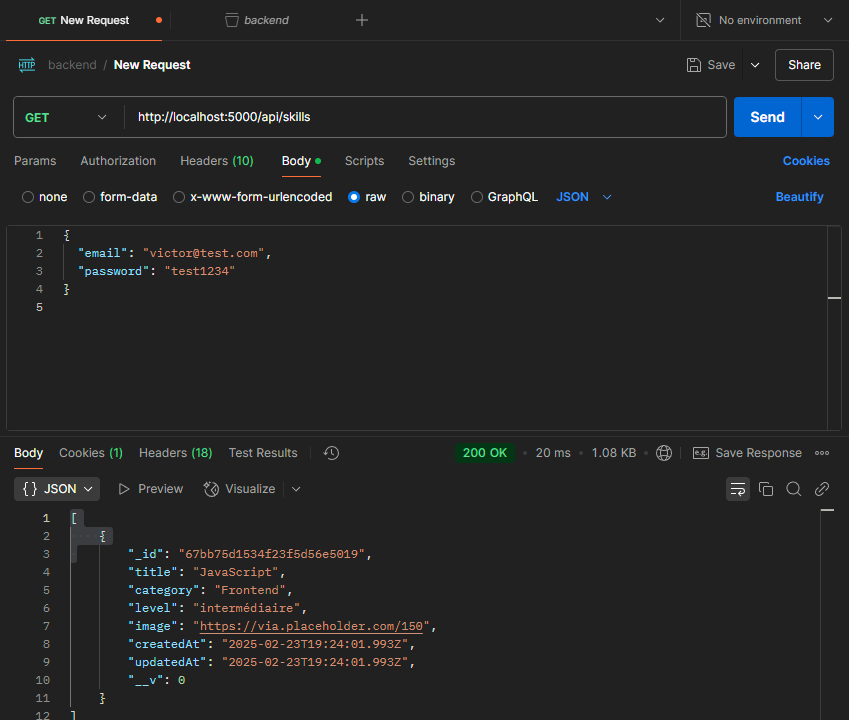 GET New Request
backend
No environment
HTTP backend / New Request
Save
Share
GET
http://localhost:5000/api/skills
Send
Params Authorization Headers (10) Body Scripts Settings Cookies
none form-data x-www-form-urlencoded raw binary GraphQL JSON Beautify
1 {
2 "email": "victor@test.com",
3 "password": "test1234"
4 }
5
Body Cookies (1) Headers (18) Test Results 200 OK • 20 ms • 1.08 KB • e.g. Save Response
{} JSON Preview Visualize
1 [
2 {
3 "_id": "67bb75d1534f23f5d56e5019",
4 "title": "JavaScript",
5 "category": "Frontend",
6 "level": "intermédiaire",
7 "image": "https://via.placeholder.com/150",
8 "createdAt": "2025-02-23T19:24:01.993Z",
9 "updatedAt": "2025-02-23T19:24:01.993Z",
10 "__v": 0
11 }
12 ]